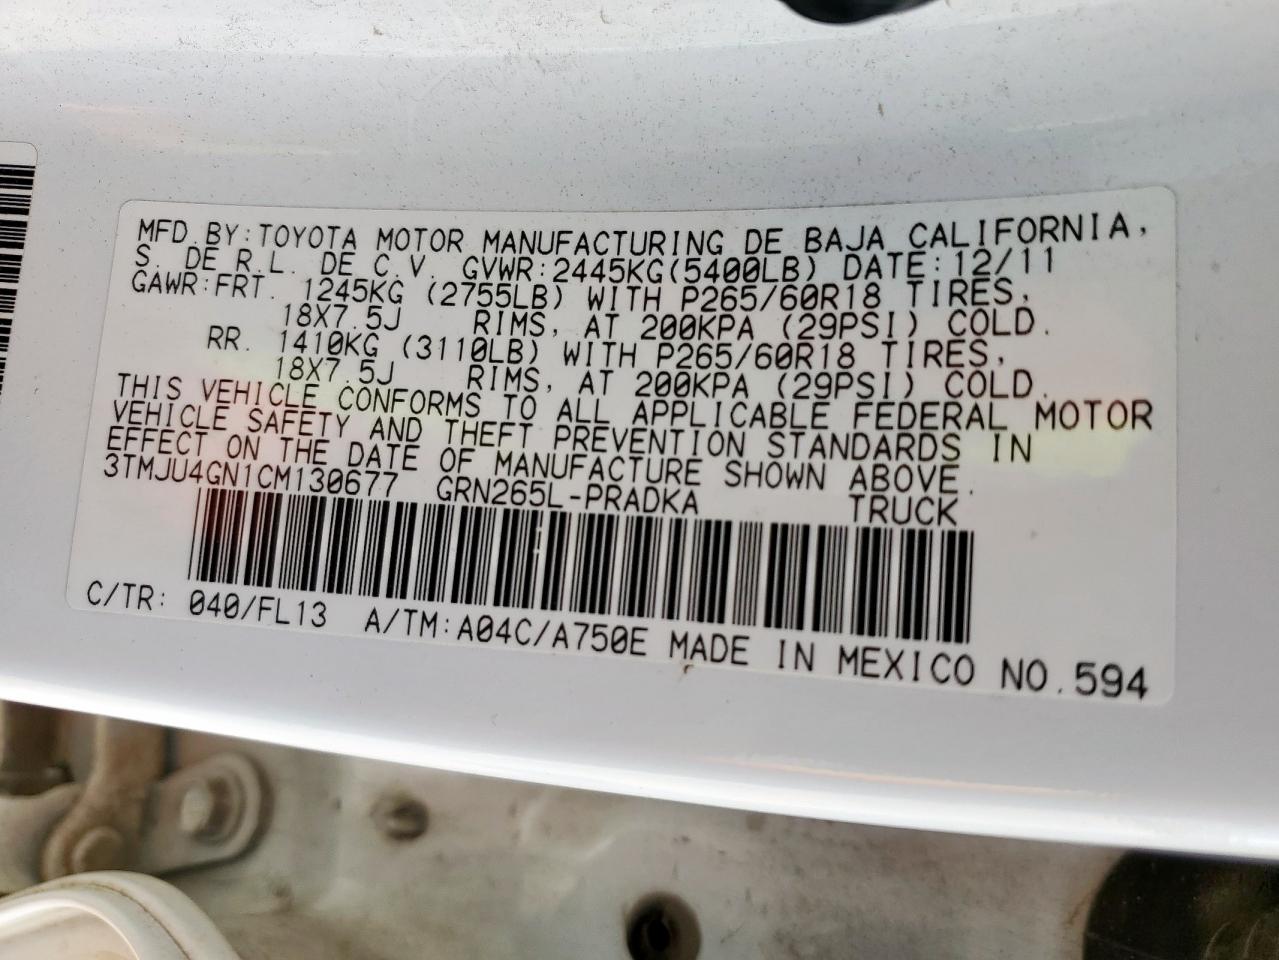 MFD. BY: TOYOTA MOTOR MANUFACTURING DE BAJA CALIFORNIA,
S. DE R.L. DE C.V. GVWR:2445KG(5400LB) DATE:12/11
GAWR:FRT. 1245KG (2755LB) WITH P265/60R18 TIRES,
18X7.5J RIMS, AT 200KPA (29PSI) COLD.
RR. 1410KG (3110LB) WITH P265/60R18 TIRES,
18X7.5J RIMS, AT 200KPA (29PSI) COLD.
THIS VEHICLE CONFORMS TO ALL APPLICABLE FEDERAL MOTOR
VEHICLE SAFETY AND THEFT PREVENTION STANDARDS IN
EFFECT ON THE DATE OF MANUFACTURE SHOWN ABOVE.
3TMJU4GN1CM130677 GRN265L-PRADKA TRUCK
C/TR: 040/FL13 A/TM:A04C/A750E MADE IN MEXICO NO.594